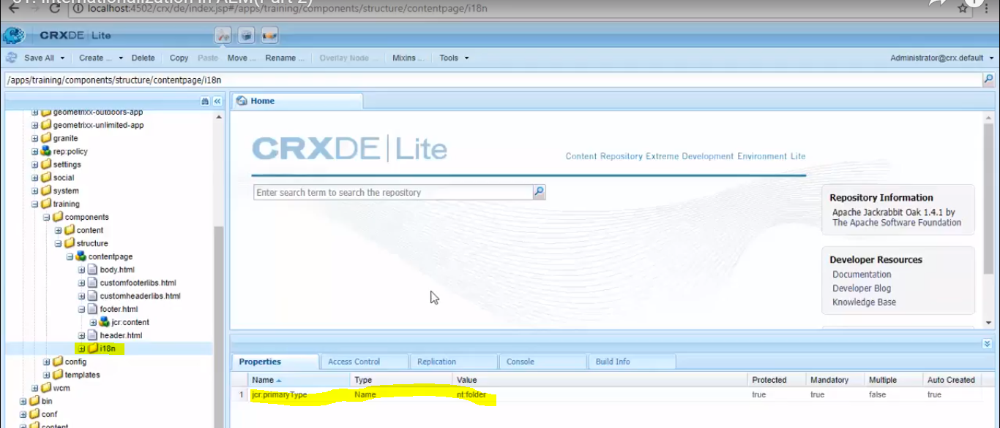 01. Internationalization in AEM(Part 2)
localhost:4502/crx/de/index.jsp#/apps/training/components/structure/contentpage/i18n
CRXDE | Lite
Save All Create ... Delete Copy Paste Move ... Rename ... Overlay Node ... Mixins ... Tools Administrator@crx.default
/apps/training/components/structure/contentpage/i18n
Home
geometrixx-outdoors-app
geometrixx-unlimited-app
granite
rep:policy
settings
social
system
training
components
content
structure
contentpage
body.html
customfooterlibs.html
customheaderlibs.html
footer.html
jcr:content
header.html
i18n
config
templates
wcm
bin
conf
content
CRXDE | Lite
Content Repository Extreme Development Environment Lite
Enter search term to search the repository
Repository Information
Apache Jackrabbit Oak 1.4.1 by
The Apache Software Foundation
Developer Resources
Documentation
Developer Blog
Knowledge Base
Properties Access Control Replication Console Build Info
Name Type Value Protected Mandatory Multiple Auto Created
1 jcr:primaryType Name nt:folder true true false true